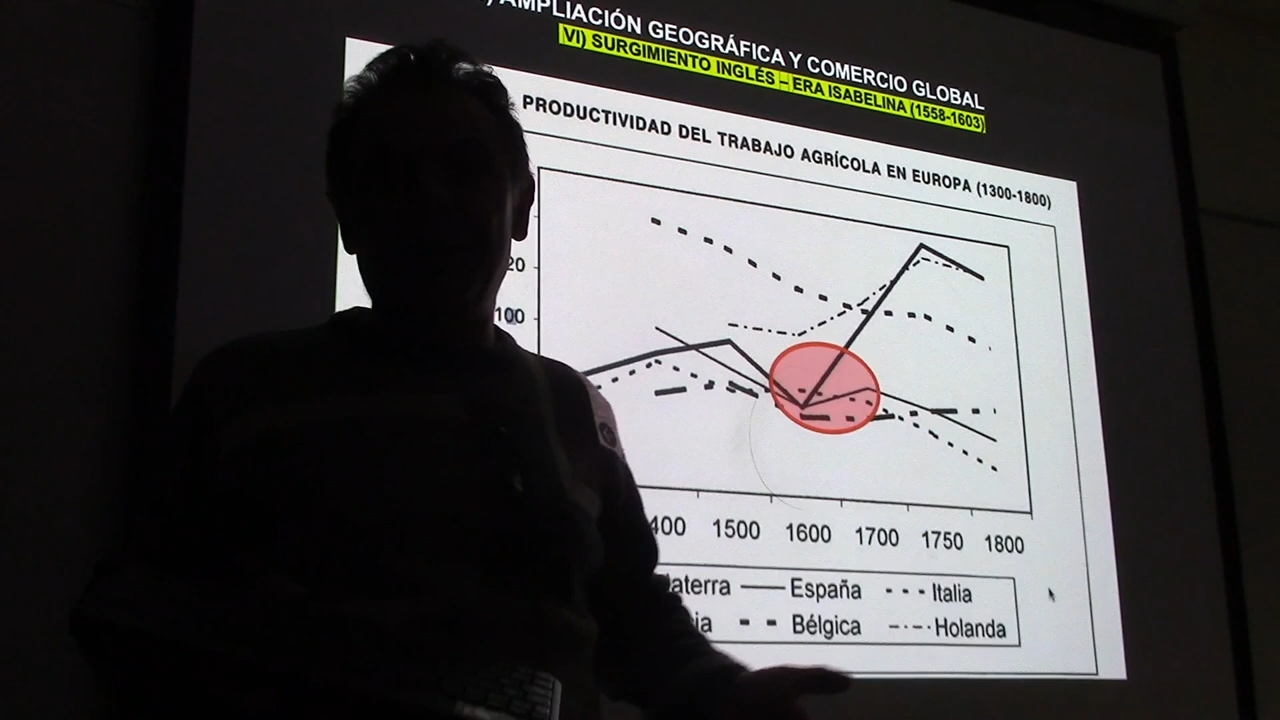 AMPLIACIÓN GEOGRÁFICA Y COMERCIO GLOBAL
VI) SURGIMIENTO INGLÉS – ERA ISABELINA (1558-1603)
PRODUCTIVIDAD DEL TRABAJO AGRÍCOLA EN EUROPA (1300-1800)
20
100
400 1500 1600 1700 1750 1800
laterra España Italia
ia Bélgica Holanda